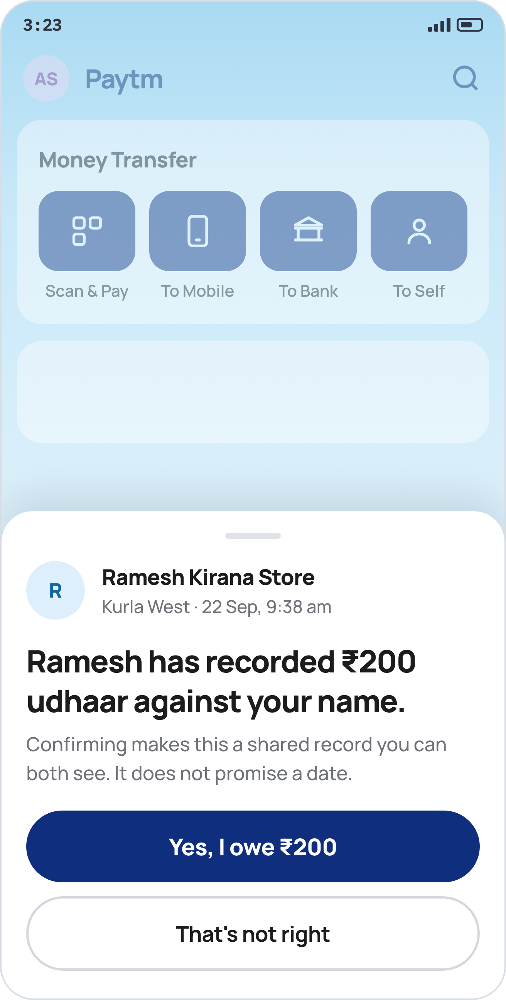 3:23
AS
Paytm
Money Transfer
Scan & Pay
To Mobile
To Bank
To Self
R
Ramesh Kirana Store
Kurla West · 22 Sep, 9:38 am
Ramesh has recorded ₹200
udhaar against your name.
Confirming makes this a shared record you can
both see. It does not promise a date.
Yes, I owe ₹200
That's not right